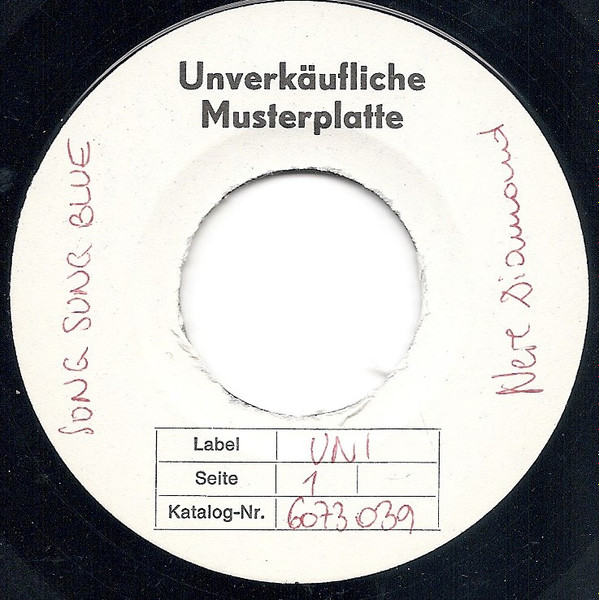 Unverkäufliche
Musterplatte
SONG SUNG BLUE
Neil Diamond
Label UNI
Seite 1
Katalog-Nr. 6073 039